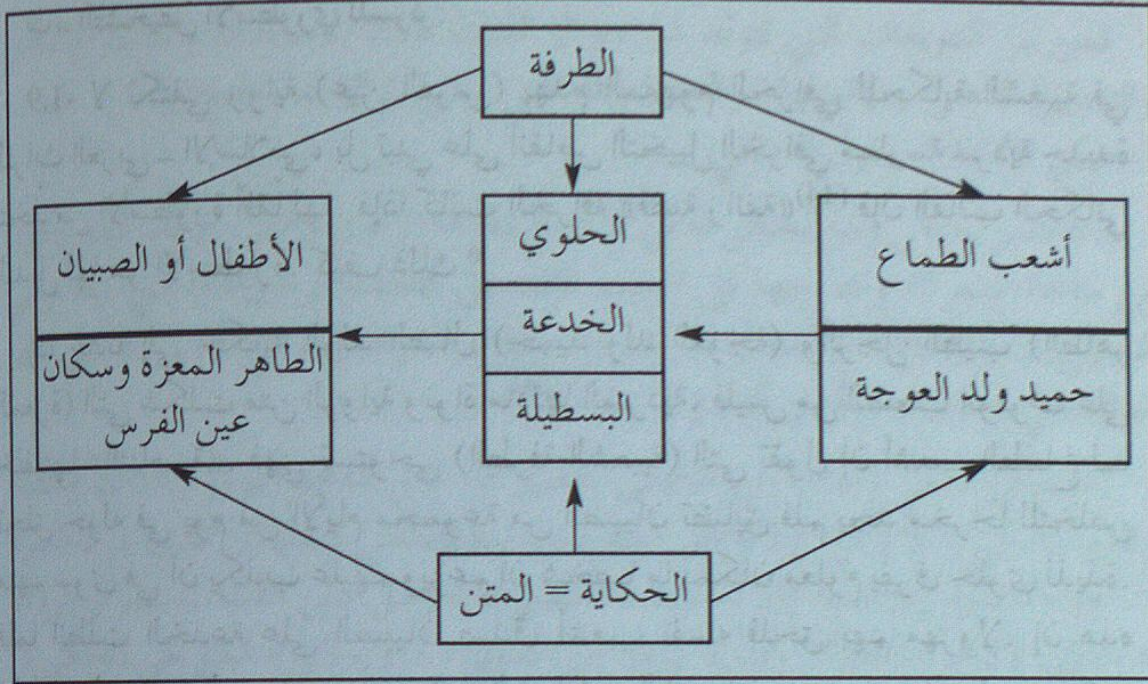 الطرفة
أشعب الطماع
حميد ولد العوجة
الحلوي
الخدعة
البسطيلة
الأطفال أو الصبيان
الطاهر المعزة وسكان
عين الفرس
الحكاية = المتن